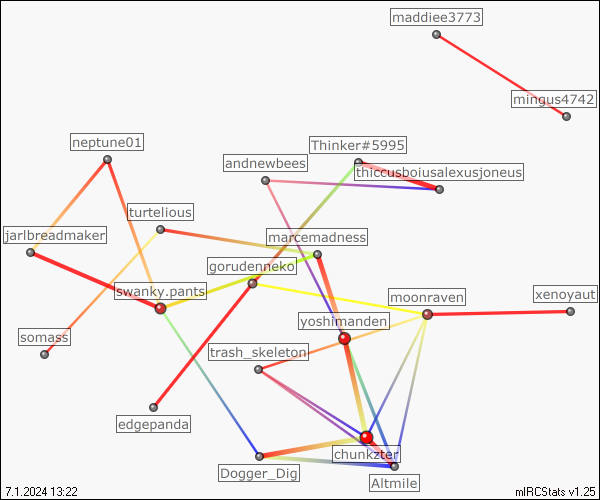 maddiee3773
mingus4742
neptune01
Thinker#5995
andnewbees
thiccusboiusalexusjoneus
turtelious
jarlbreadmaker
marcemadness
gorudenneko
swanky.pants
moonraven
xenoyaut
yoshimanden
somass
trash_skeleton
edgepanda
chunkzter
Dogger_Dig
Altmile
7.1.2024 13:22
mIRCStats v1.25